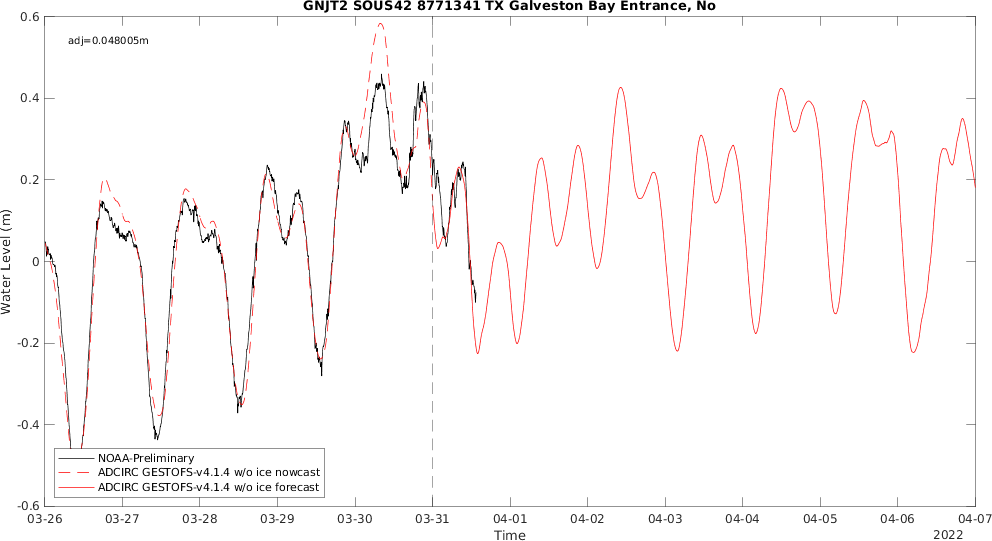 GNJT2 SOUS42 8771341 TX Galveston Bay Entrance, No
adj=0.048005m
0.6
0.4
0.2
0
-0.2
-0.4
-0.6
Water Level (m)
NOAA-Preliminary
ADCIRC GESTOFS-v4.1.4 w/o ice nowcast
ADCIRC GESTOFS-v4.1.4 w/o ice forecast
03-26 03-27 03-28 03-29 03-30 03-31 04-01 04-02 04-03 04-04 04-05 04-06 04-07
Time
2022